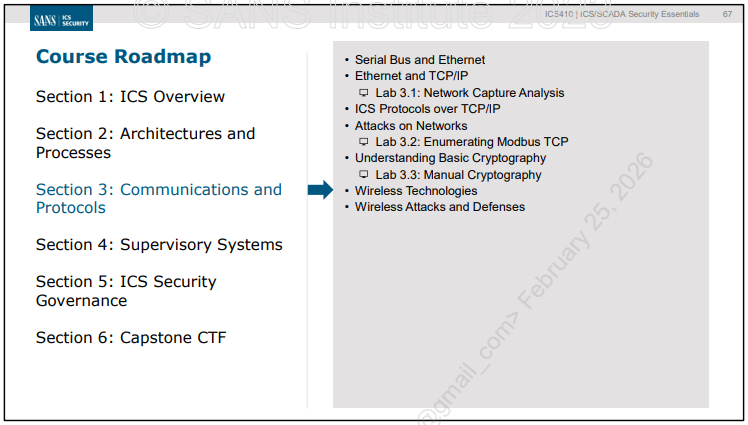 © SANS Institute 2026
SANS ICS SECURITY
ICS410 | ICS/SCADA Security Essentials 67
Course Roadmap
Section 1: ICS Overview
Section 2: Architectures and
Processes
Section 3: Communications and
Protocols
Section 4: Supervisory Systems
Section 5: ICS Security
Governance
Section 6: Capstone CTF
• Serial Bus and Ethernet
• Ethernet and TCP/IP
Lab 3.1: Network Capture Analysis
• ICS Protocols over TCP/IP
• Attacks on Networks
Lab 3.2: Enumerating Modbus TCP
• Understanding Basic Cryptography
Lab 3.3: Manual Cryptography
• Wireless Technologies
• Wireless Attacks and Defenses
@gmail_com> February 25, 2026